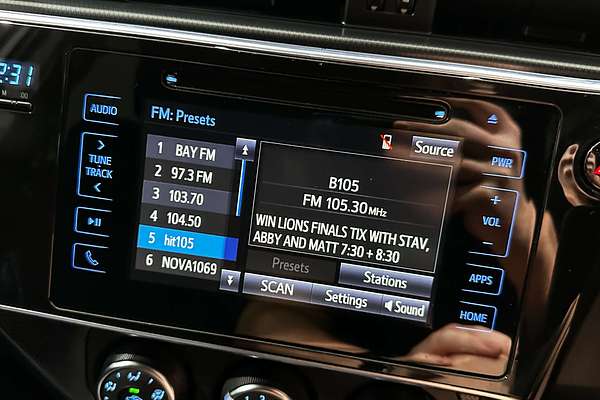 2:31
AUDIO
FM: Presets
Source
1 BAY FM
2 97.3 FM
3 103.70
4 104.50
5 hit105
6 NOVA1069
B105
FM 105.30 MHz
WIN LIONS FINALS TIX WITH STAV,
ABBY AND MATT 7:30 + 8:30
Presets
Stations
SCAN
Settings
Sound
TUNE
TRACK
PWR
+
VOL
-
APPS
HOME